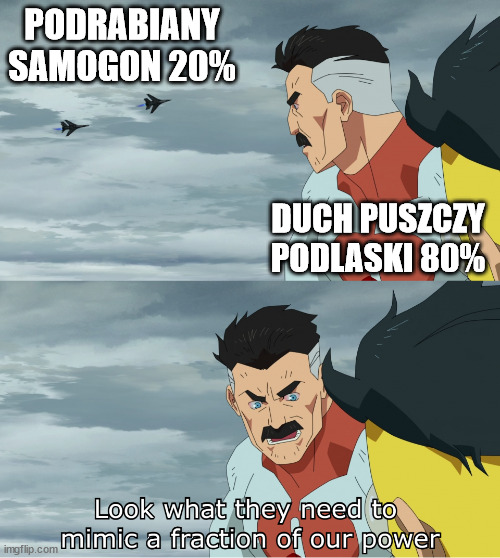 PODRABIANY
SAMOGON 20%
DUCH PUSZCZY
PODLASKI 80%
Look what they need to
mimic a fraction of our power
imgflip.com